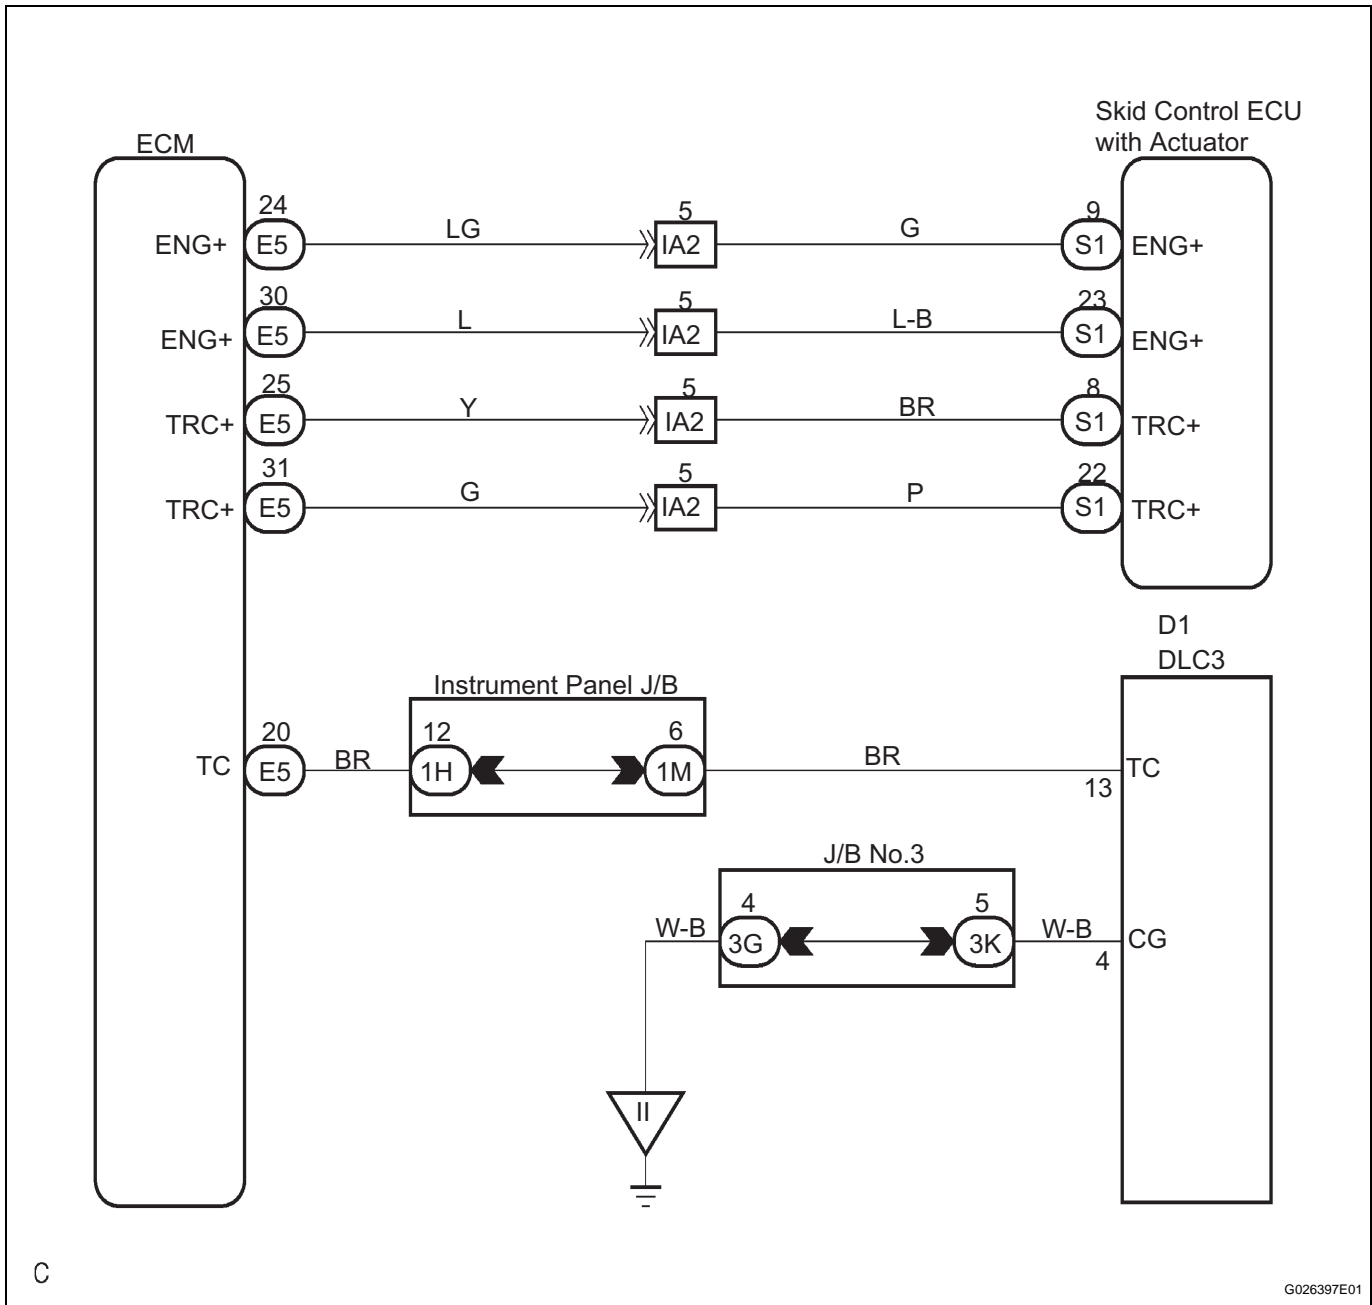 Skid Control ECU
with Actuator
ECM
24
5
9
ENG+ E5 LG IA2 G S1 ENG+
30
5
23
ENG+ E5 L IA2 L-B S1 ENG+
25
5
8
TRC+ E5 Y IA2 BR S1 TRC+
31
5
22
TRC+ E5 G IA2 P S1 TRC+
D1
DLC3
Instrument Panel J/B
20
12
6
TC E5 BR 1H 1M BR TC
13
J/B No.3
4
5
W-B 3G 3K W-B CG
4
II
C
G026397E01